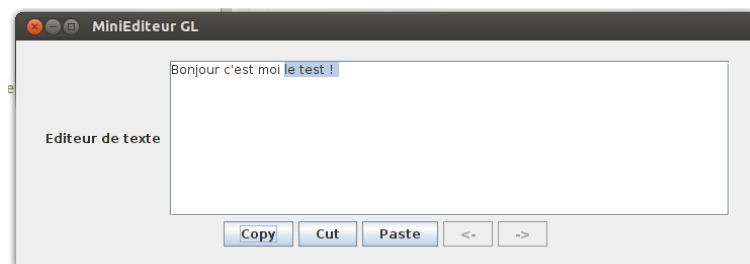 MiniEditeur GL
Bonjour c'est moi le test !
Editeur de texte
Copy Cut Paste <- ->